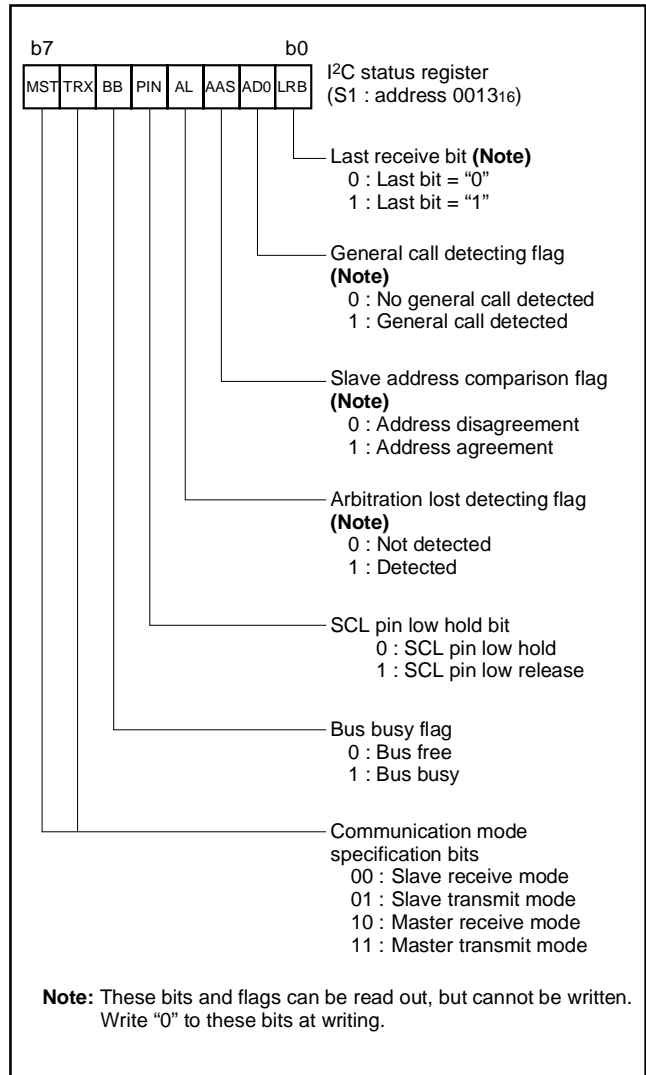 b7 b0
MST TRX BB PIN AL AAS AD0 LRB
I2C status register
(S1 : address 001316)
Last receive bit (Note)
0 : Last bit = “0”
1 : Last bit = “1”
General call detecting flag
(Note)
0 : No general call detected
1 : General call detected
Slave address comparison flag
(Note)
0 : Address disagreement
1 : Address agreement
Arbitration lost detecting flag
(Note)
0 : Not detected
1 : Detected
SCL pin low hold bit
0 : SCL pin low hold
1 : SCL pin low release
Bus busy flag
0 : Bus free
1 : Bus busy
Communication mode
specification bits
00 : Slave receive mode
01 : Slave transmit mode
10 : Master receive mode
11 : Master transmit mode
Note: These bits and flags can be read out, but cannot be written.
Write “0” to these bits at writing.